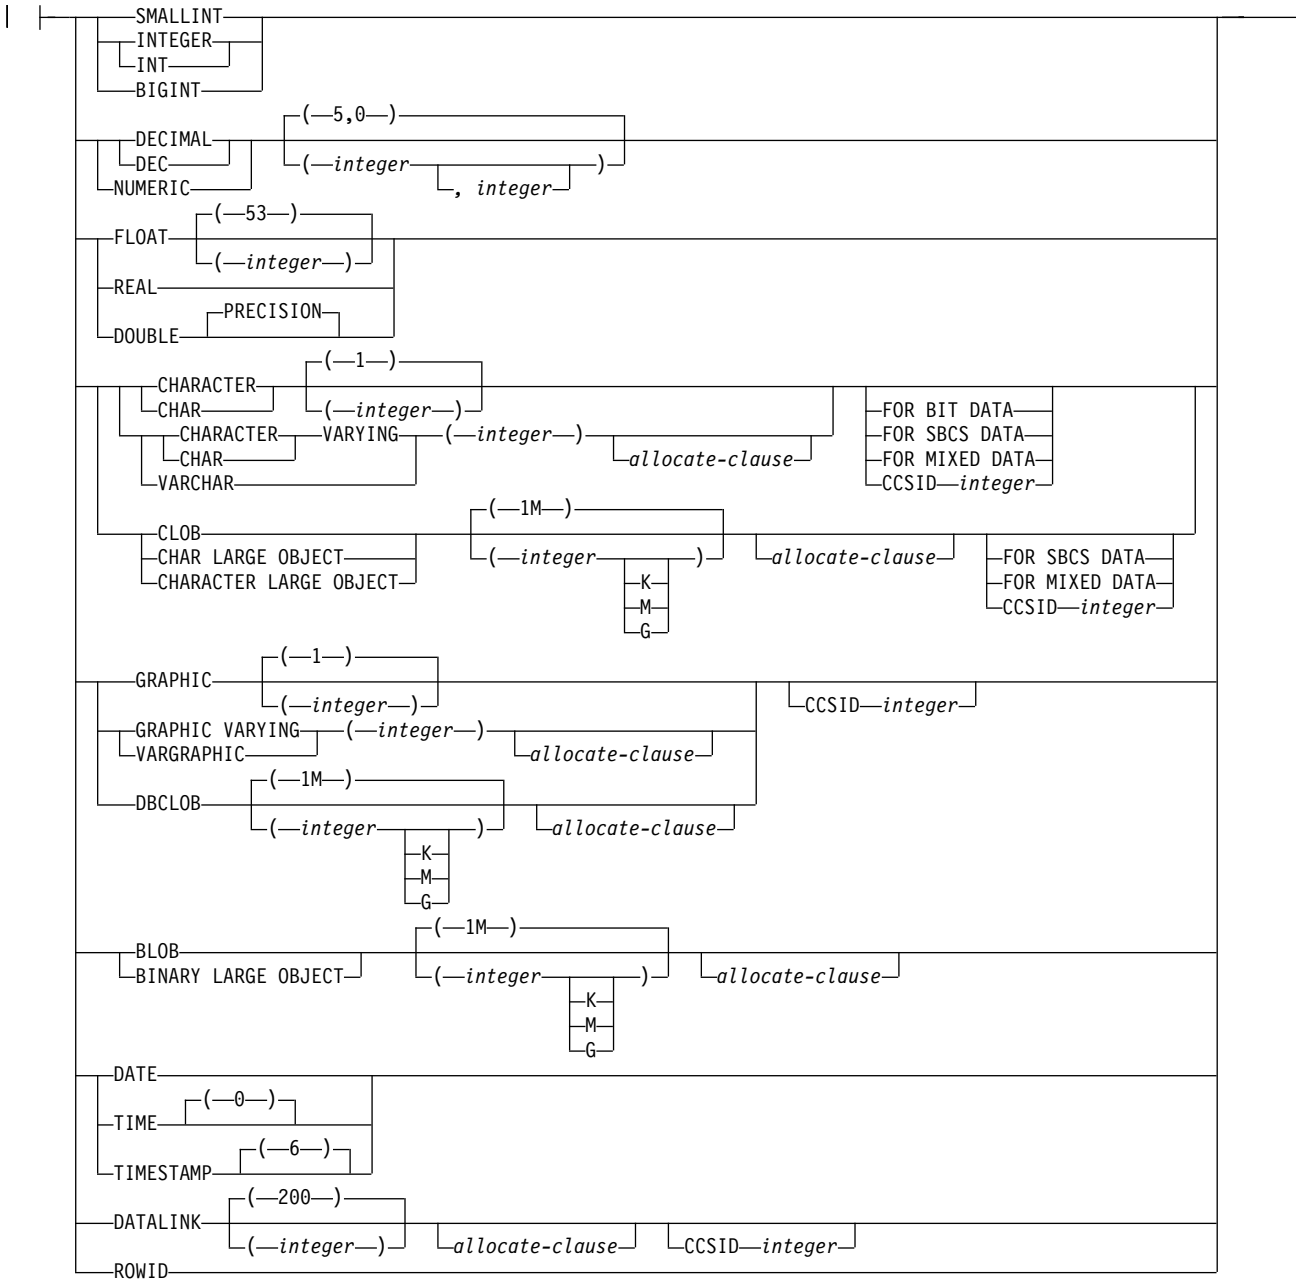 SMALLINT
INTEGER
INT
BIGINT
( 5,0 )
DECIMAL
DEC ( integer )
NUMERIC , integer
( 53 )
FLOAT
( integer )
REAL
PRECISION
DOUBLE
( 1 )
CHARACTER
CHAR ( integer ) FOR BIT DATA
CHARACTER VARYING ( integer ) FOR SBCS DATA
CHAR allocate-clause FOR MIXED DATA
VARCHAR CCSID integer
( 1M )
CLOB
CHAR LARGE OBJECT ( integer ) allocate-clause FOR SBCS DATA
CHARACTER LARGE OBJECT K FOR MIXED DATA
M CCSID integer
G
( 1 )
GRAPHIC
( integer ) CCSID integer
GRAPHIC VARYING ( integer )
VARGRAPHIC allocate-clause
( 1M )
DBCLOB
( integer ) allocate-clause
K
M
G
( 1M )
BLOB
BINARY LARGE OBJECT ( integer ) allocate-clause
K
M
G
DATE
( 0 )
TIME
( 6 )
TIMESTAMP
( 200 )
DATALINK
( integer ) allocate-clause CCSID integer
ROWID